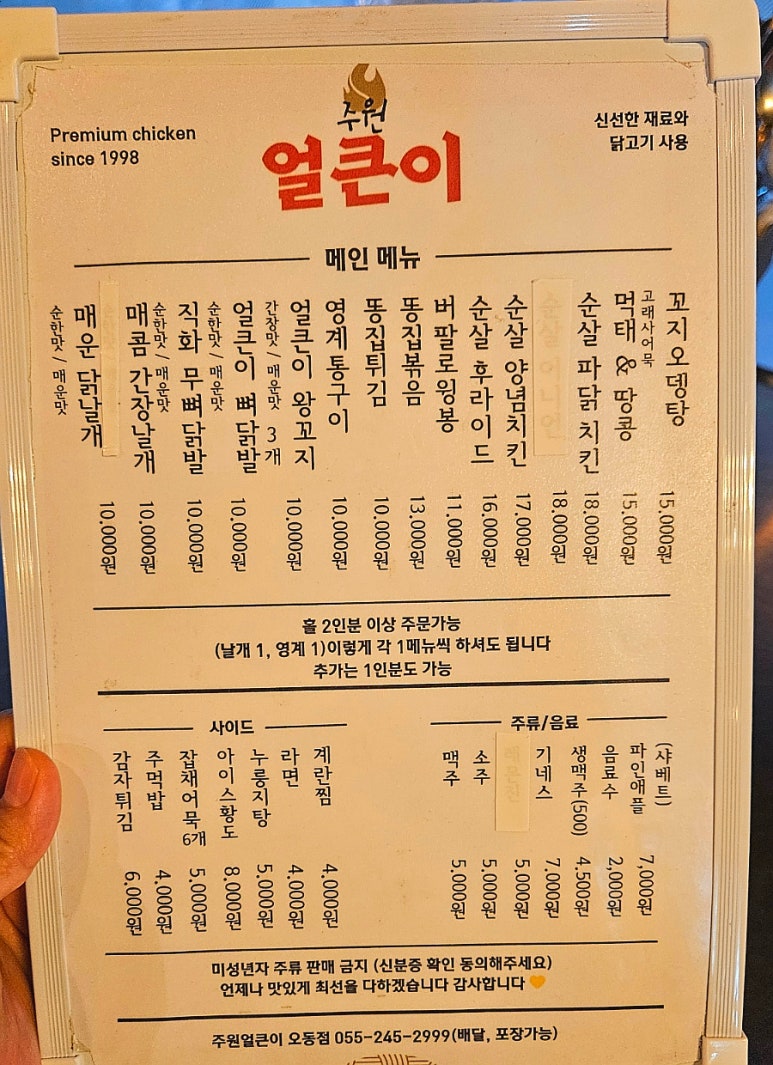 Premium chicken
since 1998
주원
얼큰이
신선한 재료와
닭고기 사용
메인 메뉴
순한맛 / 매운맛
매운 닭날개
10,000원
매콤 간장날개
10,000원
순한맛 / 매운맛
직화 무뼈닭발
10,000원
순한맛 / 매운맛
얼큰이 뼈닭발
10,000원
간장맛 / 매운맛 3개
얼큰이 왕꼬지
10,000원
영계통구이
10,000원
똥집튀김
10,000원
똥집볶음
13,000원
버팔로윙봉
11,000원
순살 후라이드
16,000원
순살 양념치킨
17,000원
순살 어니언
18,000원
순살 파닭치킨
18,000원
먹태 & 땅콩
15,000원
고래사어묵
꼬지오뎅탕
15,000원
홀 2인분 이상 주문가능
(날개 1, 영계 1)이렇게 각 1메뉴씩 하셔도 됩니다
추가는 1인분도 가능
사이드
감자튀김
6,000원
주먹밥
4,000원
잡채어묵 6개
5,000원
아이스황도
8,000원
누룽지탕
5,000원
라면
4,000원
계란찜
4,000원
주류/음료
맥주
5,000원
소주
5,000원
5,000원
기네스
7,000원
생맥주(500)
4,500원
음료수
2,000원
파인애플
(샤베트)
7,000원
미성년자 주류 판매 금지 (신분증 확인 동의해주세요)
언제나 맛있게 최선을 다하겠습니다 감사합니다 🧡
주원얼큰이 오동점 055-245-2999(배달, 포장가능)